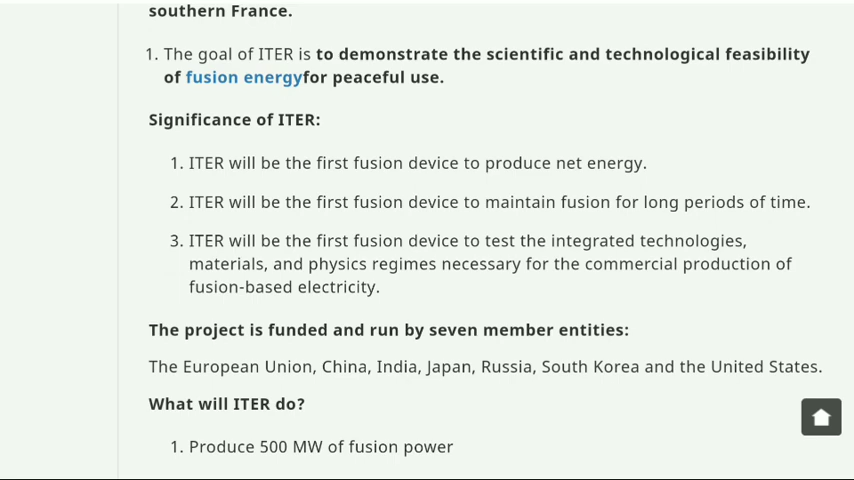 southern France.
1. The goal of ITER is to demonstrate the scientific and technological feasibility
of fusion energyfor peaceful use.
Significance of ITER:
1. ITER will be the first fusion device to produce net energy.
2. ITER will be the first fusion device to maintain fusion for long periods of time.
3. ITER will be the first fusion device to test the integrated technologies,
materials, and physics regimes necessary for the commercial production of
fusion-based electricity.
The project is funded and run by seven member entities:
The European Union, China, India, Japan, Russia, South Korea and the United States.
What will ITER do?
1. Produce 500 MW of fusion power